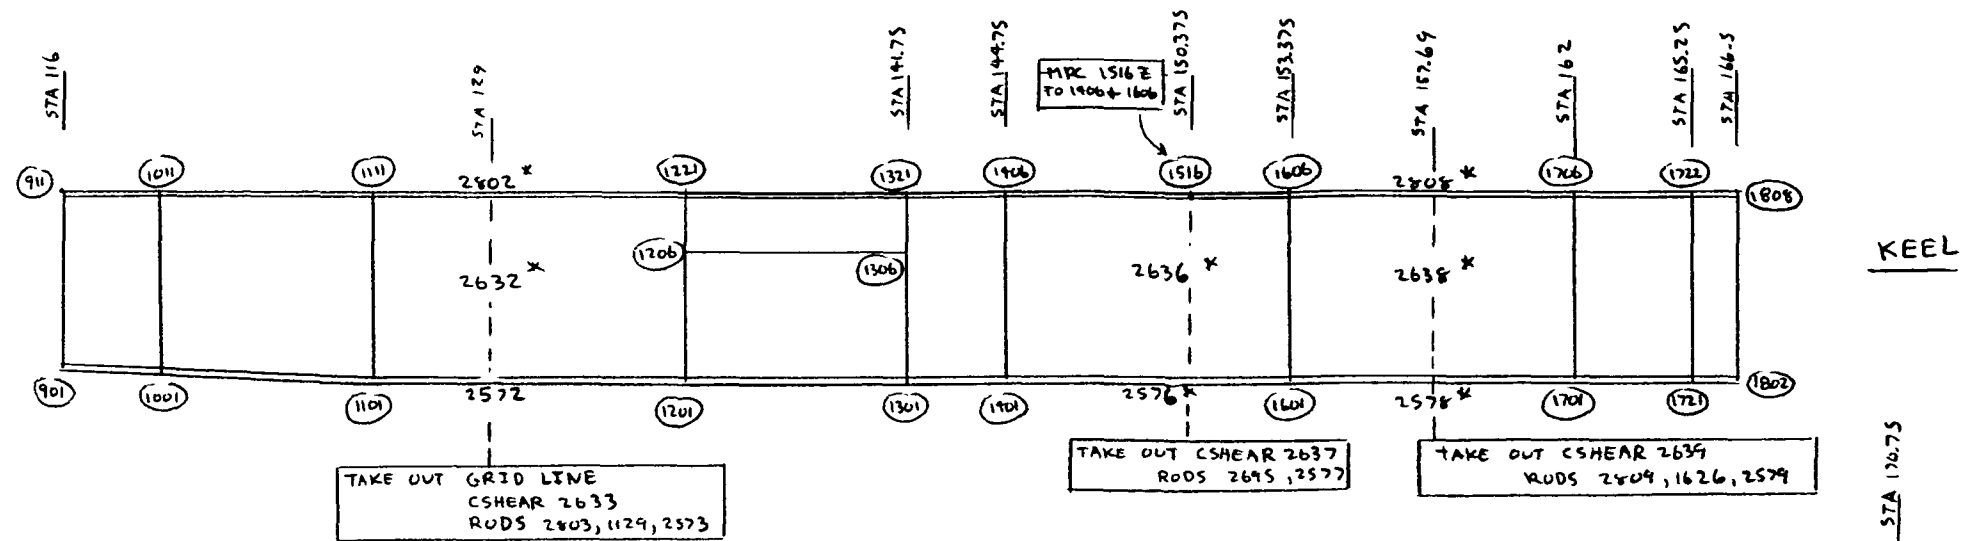 STA 116
STA 129
STA 141.75
STA 144.75
MPC 1516 Z
TO 1406 & 1606
STA 150.375
STA 153.375
STA 157.69
STA 162
STA 165.25
STA 166.5
911
1011
1111
2802 *
1221
1321
1406
1516
1606
2808 *
1706
1722
1808
1206
1306
2632 *
2636 *
2638 *
KEEL
901
1001
1101
2572
1201
1301
1401
2576 *
1601
2578 *
1701
1721
1802
TAKE OUT GRID LINE
CSHEAR 2633
RODS 2803, 1129, 2573
TAKE OUT CSHEAR 2637
RODS 2695, 2577
TAKE OUT CSHEAR 2639
RODS 2809, 1626, 2579
STA 170.75